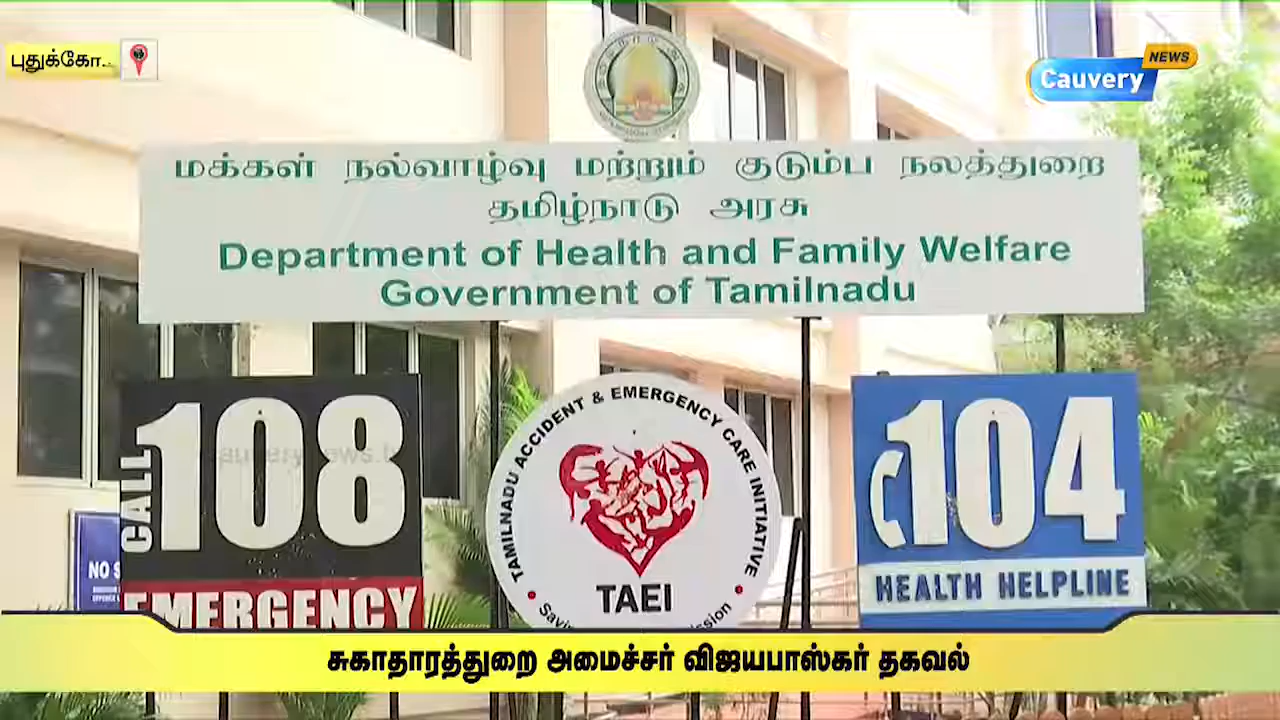 புதுக்கோ..
Cauvery NEWS
மக்கள் நல்வாழ்வு மற்றும் குடும்ப நலத்துறை
தமிழ்நாடு அரசு
Department of Health and Family Welfare
Government of Tamilnadu
CALL 108
EMERGENCY
TAMILNADU ACCIDENT & EMERGENCY CARE INITIATIVE
TAEI
104
HEALTH HELPLINE
NO
சுகாதாரத்துறை அமைச்சர் விஜயபாஸ்கர் தகவல்